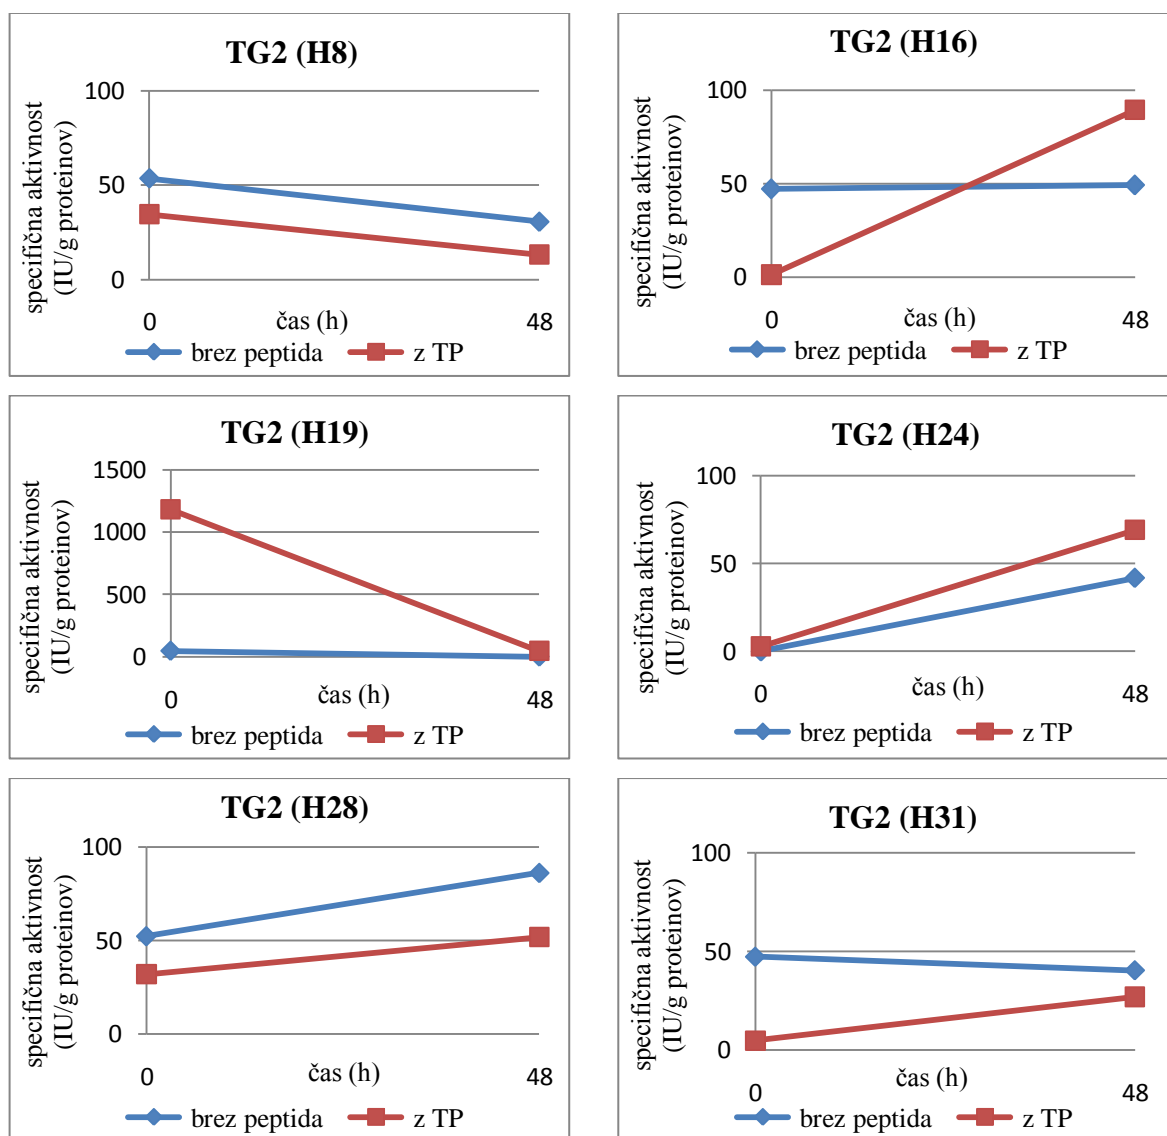 TG2 (H8)
specifična aktivnost
(IU/g proteinov)
100
50
0
0
čas (h)
48
brez peptida
z TP
TG2 (H16)
specifična aktivnost
(IU/g proteinov)
100
50
0
0
čas (h)
48
brez peptida
z TP
TG2 (H19)
specifična aktivnost
(IU/g proteinov)
1500
1000
500
0
0
čas (h)
48
brez peptida
z TP
TG2 (H24)
specifična aktivnost
(IU/g proteinov)
100
50
0
0
čas (h)
48
brez peptida
z TP
TG2 (H28)
specifična aktivnost
(IU/g proteinov)
100
50
0
0
čas (h)
48
brez peptida
z TP
TG2 (H31)
specifična aktivnost
(IU/g proteinov)
100
50
0
0
čas (h)
48
brez peptida
z TP